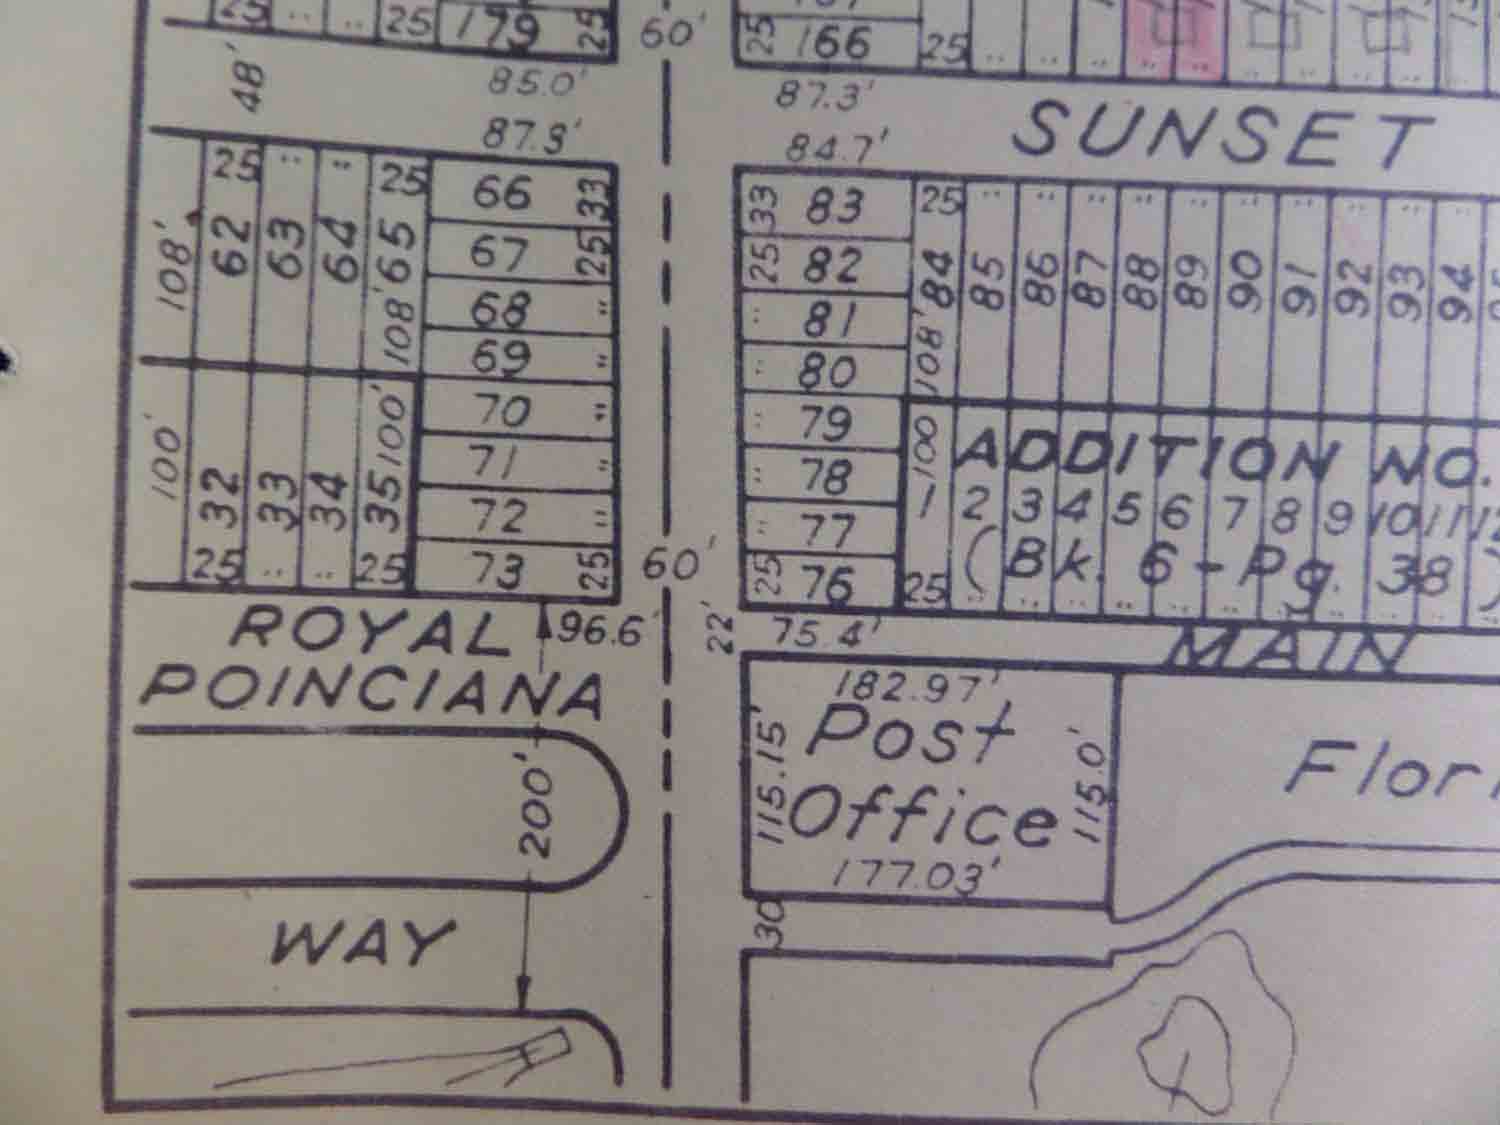 25 .. .. 25 179 25 60' 25 166 25 .. .. .. .. .. .. .. .. ..
48' 85.0' 87.3'
87.3' 84.7' SUNSET
25 .. .. 25 66 33 33 83 25 .. .. .. .. .. .. .. .. .. ..
108' 62 63 64 65 108' 67 25 25 82 84 85 86 87 88 89 90 91 92 93 94
68 .. .. 81 108'
69 .. .. 80
70 .. .. 79
100' 32 33 34 35 100' 71 .. .. 78 100 ADDITION NO.
72 .. .. 77 1 2 3 4 5 6 7 8 9 10 11 12
25 .. .. 25 73 25 60' 25 76 25 (Bk. 6-Pg. 38)
ROYAL 96.6' 22' 75.4' MAIN
POINCIANA 182.97'
200' 115.15' Post 115.0' Flor
Office
177.03'
WAY 30